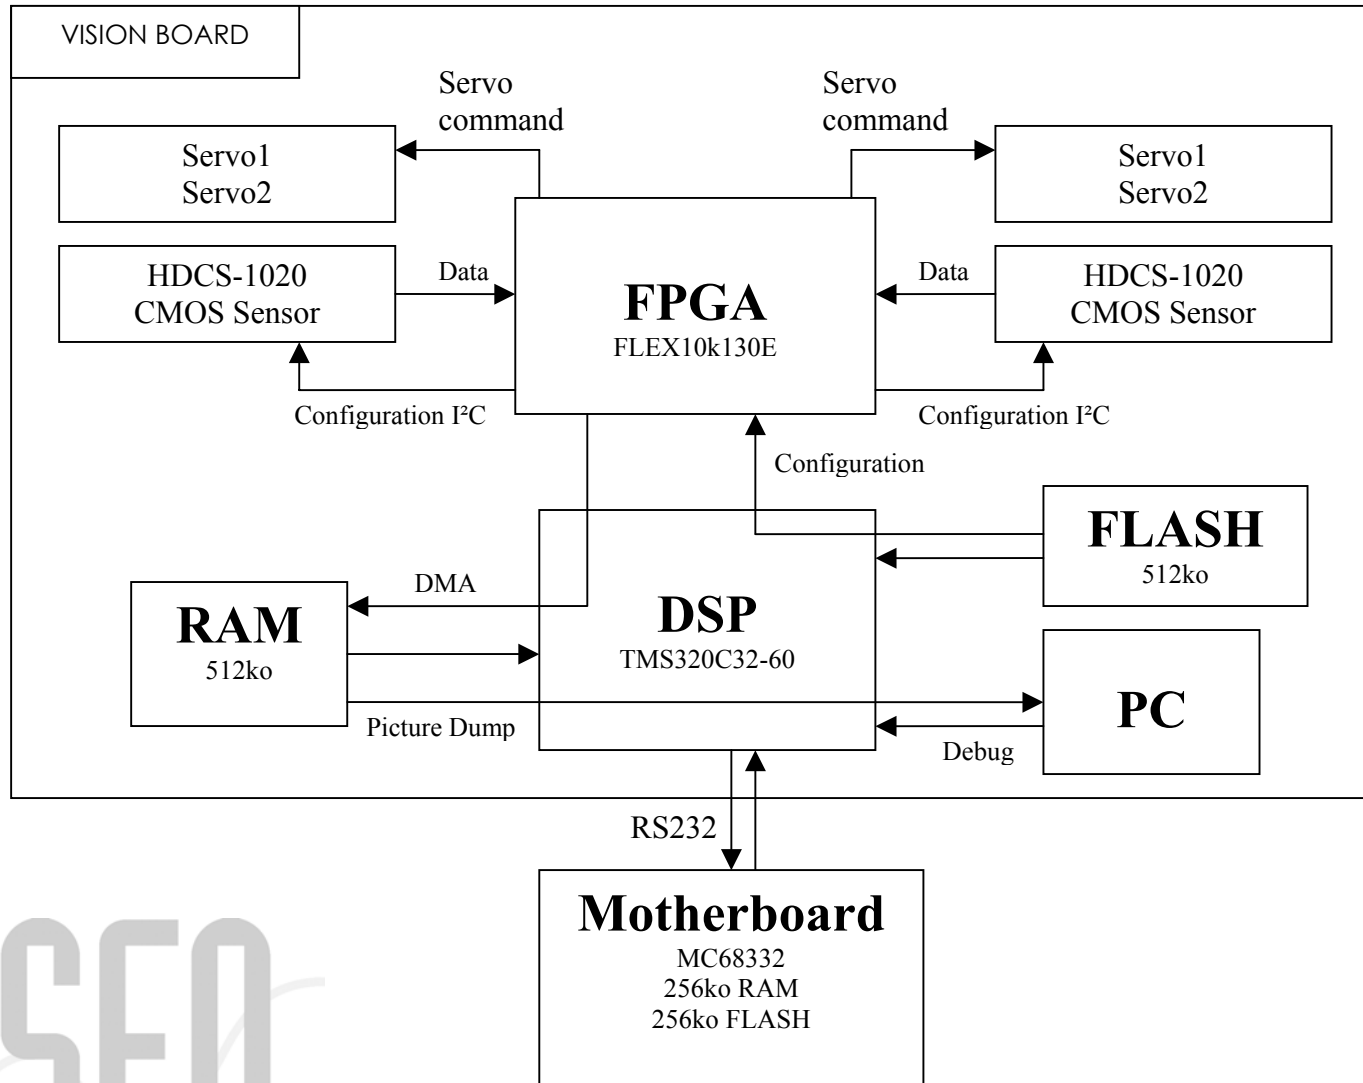 VISION BOARD
Servo
command
Servo
command
Servo1
Servo2
Servo1
Servo2
HDCS-1020
CMOS Sensor
Data
FPGA
FLEX10k130E
Data
HDCS-1020
CMOS Sensor
Configuration I²C
Configuration I²C
Configuration
FLASH
512ko
DMA
RAM
512ko
DSP
TMS320C32-60
PC
Picture Dump
Debug
RS232
Motherboard
MC68332
256ko RAM
256ko FLASH